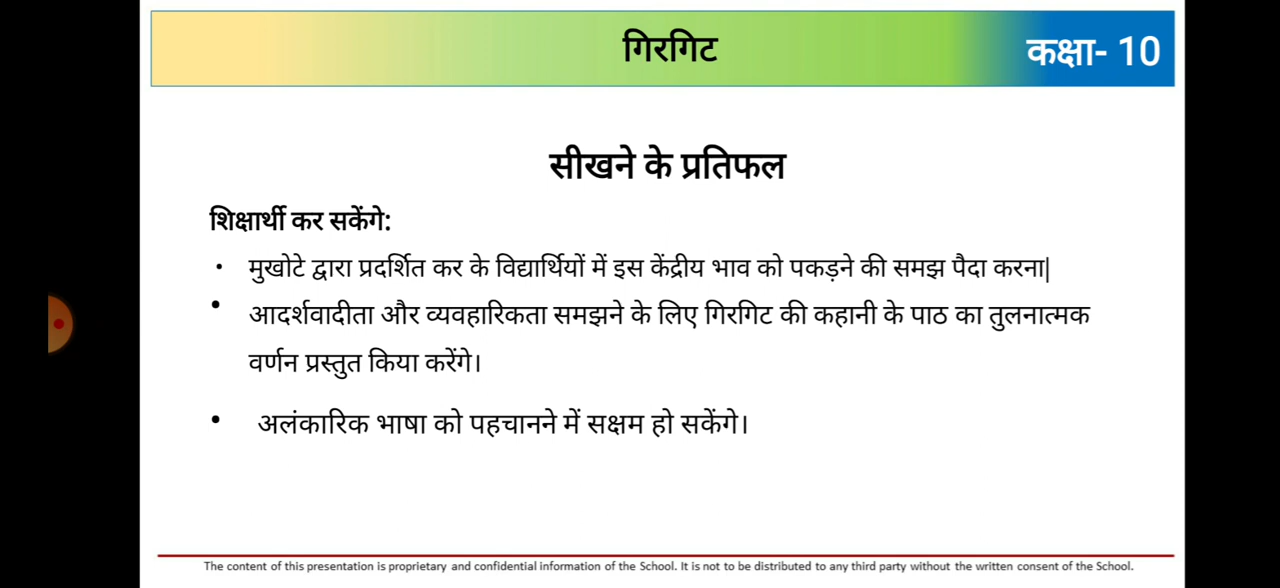 गिरगिट
कक्षा- 10
सीखने के प्रतिफल
शिक्षार्थी कर सकेंगे:
• मुखोटे द्वारा प्रदर्शित कर के विद्यार्थियों में इस केंद्रीय भाव को पकड़ने की समझ पैदा करना|
• आदर्शवादीता और व्यवहारिकता समझने के लिए गिरगिट की कहानी के पाठ का तुलनात्मक
वर्णन प्रस्तुत किया करेंगे।
• अलंकारिक भाषा को पहचानने में सक्षम हो सकेंगे।
The content of this presentation is proprietary and confidential information of the School. It is not to be distributed to any third party without the written consent of the School.